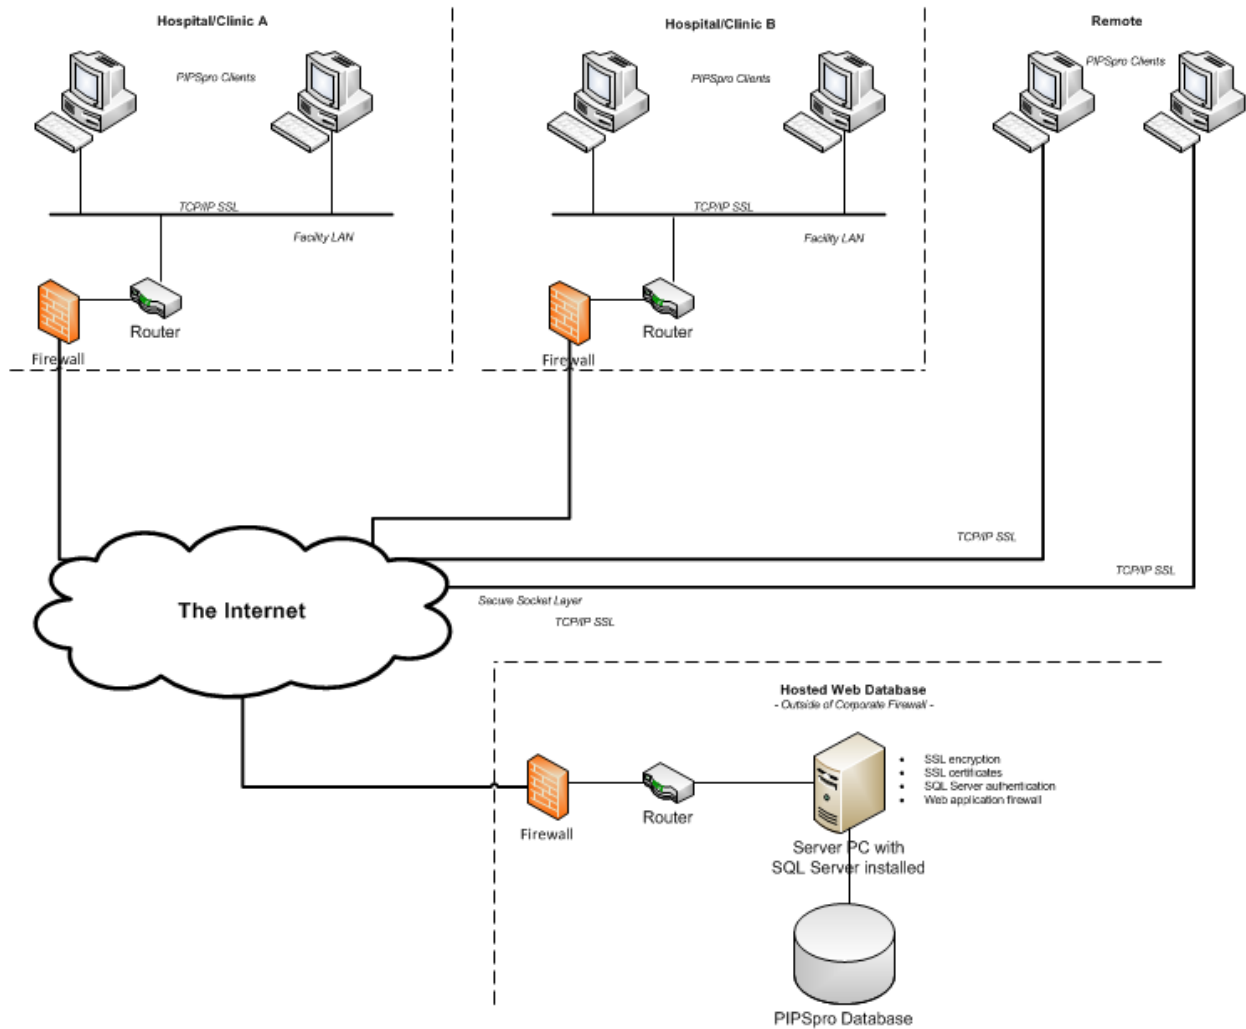 Hospital/Clinic A
Hospital/Clinic B
Remote
PIPSpro Clients
PIPSpro Clients
PIPSpro Clients
TCP/IP SSL
TCP/IP SSL
Facility LAN
Facility LAN
Router
Router
Firewall
Firewall
TCP/IP SSL
TCP/IP SSL
Secure Socket Layer
TCP/IP SSL
The Internet
Hosted Web Database
- Outside of Corporate Firewall -
• SSL encryption
• SSL certificates
• SQL Server authentication
• Web application firewall
Firewall
Router
Server PC with
SQL Server installed
PIPSpro Database